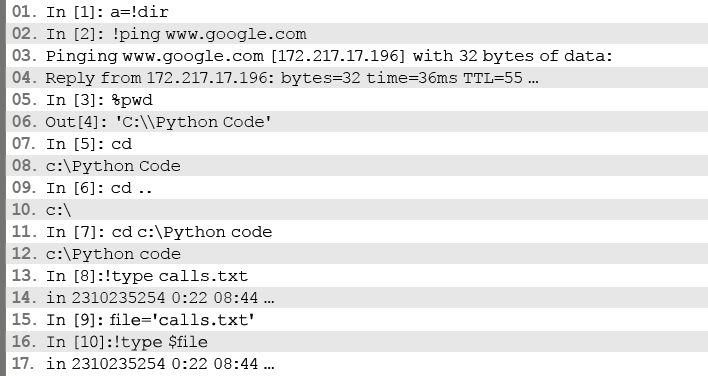 01. In [1]: a=!dir
02. In [2]: !ping www.google.com
03. Pinging www.google.com [172.217.17.196] with 32 bytes of data:
04. Reply from 172.217.17.196: bytes=32 time=36ms TTL=55 …
05. In [3]: %pwd
06. Out[4]: 'C:\\Python Code'
07. In [5]: cd
08. c:\Python Code
09. In [6]: cd ..
10. c:\
11. In [7]: cd c:\Python code
12. c:\Python code
13. In [8]:!type calls.txt
14. in 2310235254 0:22 08:44 …
15. In [9]: file='calls.txt'
16. In [10]:!type $file
17. in 2310235254 0:22 08:44 …